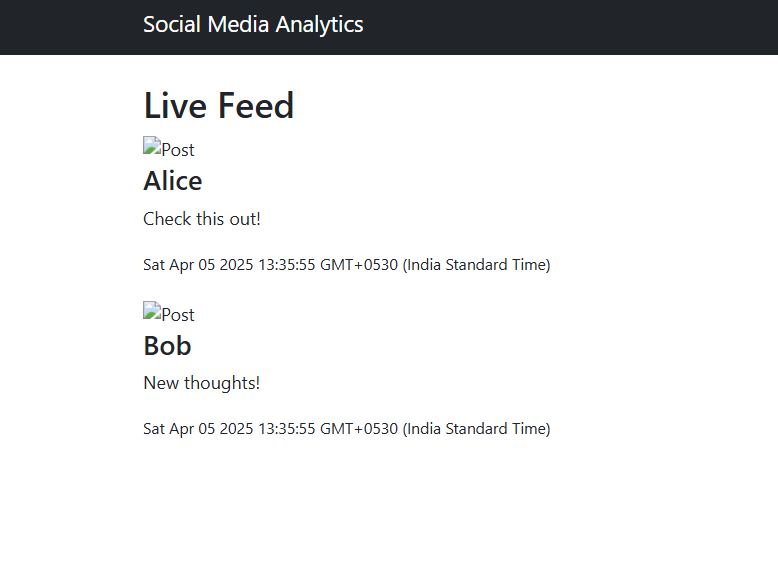 Social Media Analytics
Live Feed
Post
Alice
Check this out!
Sat Apr 05 2025 13:35:55 GMT+0530 (India Standard Time)
Post
Bob
New thoughts!
Sat Apr 05 2025 13:35:55 GMT+0530 (India Standard Time)